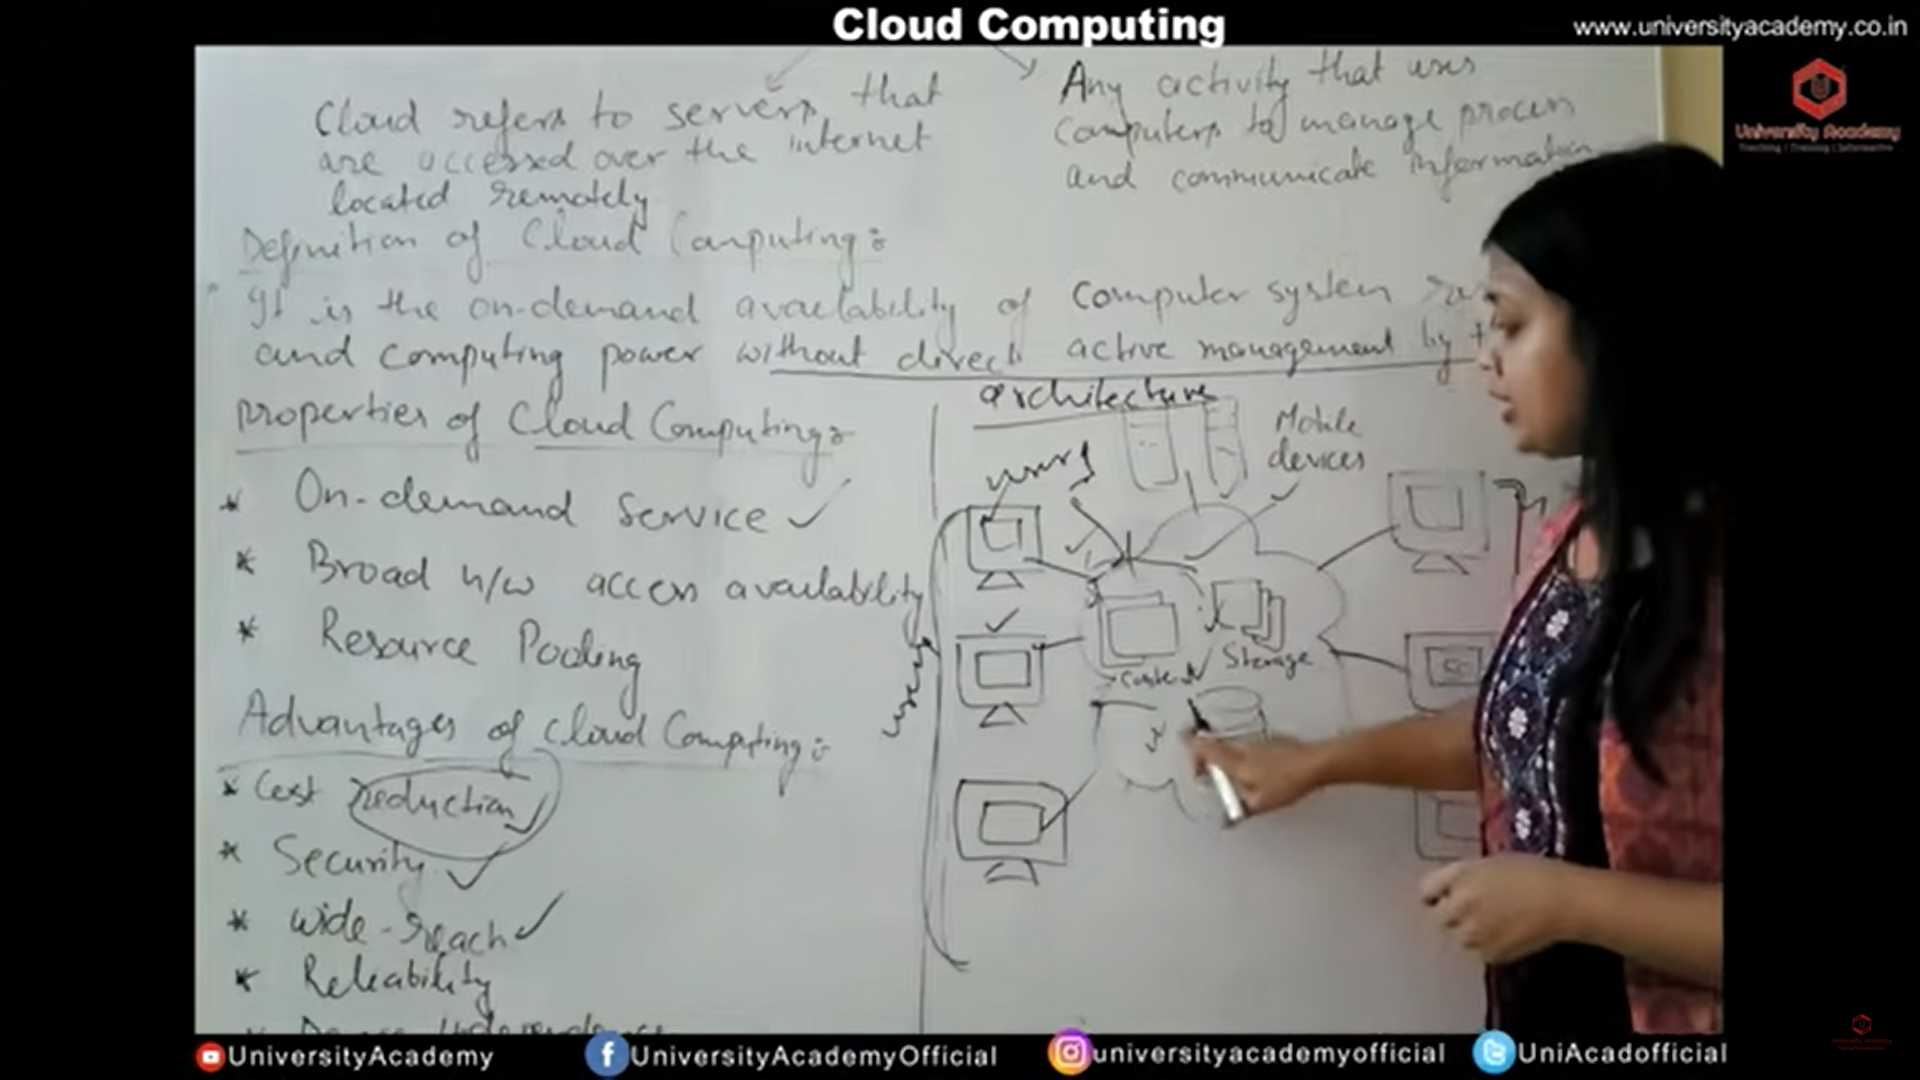 Cloud Computing
www.universityacademy.co.in
University Academy
Cloud refers to servers that
are accessed over the internet
located remotely
Any activity that uses
computers to manage process
and communicate information
Definition of Cloud Computing:
It is the on-demand availability of computer system
and computing power without direct active management by
Properties of Cloud Computing:
* On-demand Service ✓
* Broad n/w access availability
* Resource Pooling
Advantages of Cloud Computing:
* Cost reduction ✓
* Security ✓
* Wide-reach ✓
* Reliability
architecture
Mobile
devices
users
users
Content
Storage
UniversityAcademy
UniversityAcademyOfficial
universityacademyofficial
UniAcadofficial